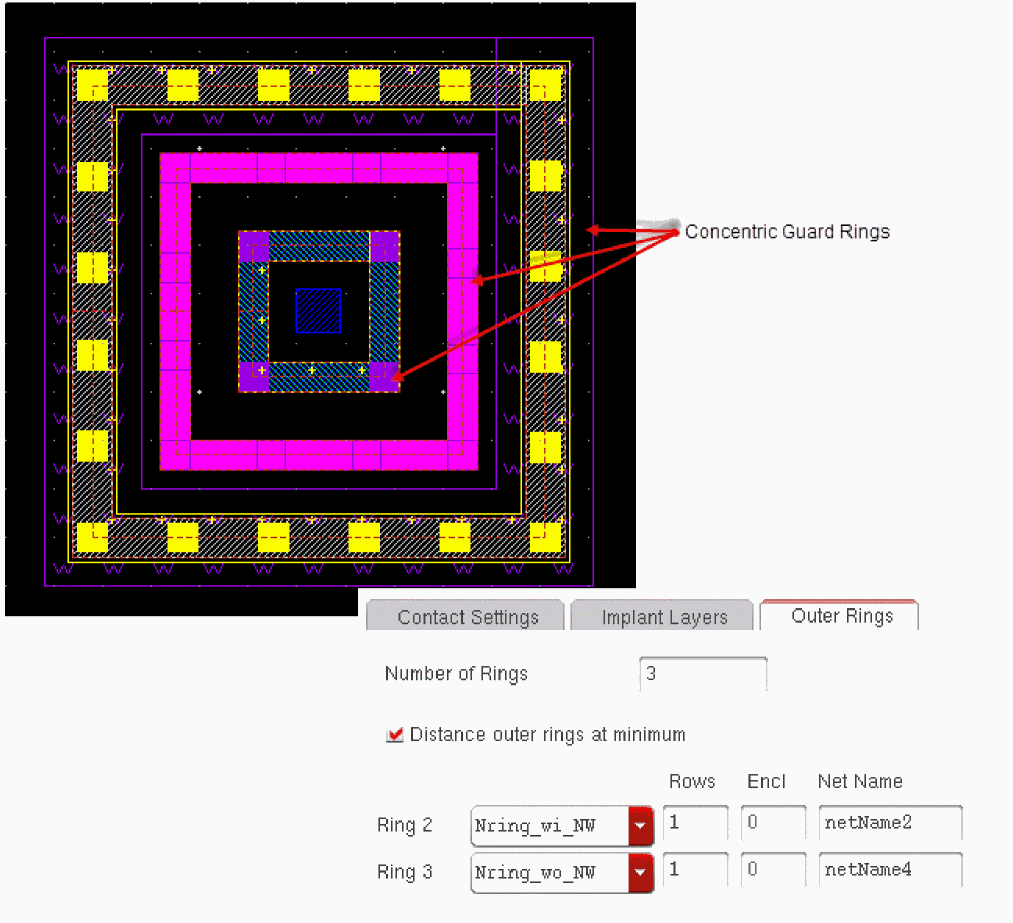 Concentric Guard Rings
Contact Settings Implant Layers Outer Rings
Number of Rings 3
Distance outer rings at minimum
Rows Encl Net Name
Ring 2 Nring_wi_NW 1 0 netName2
Ring 3 Nring_wo_NW 1 0 netName4